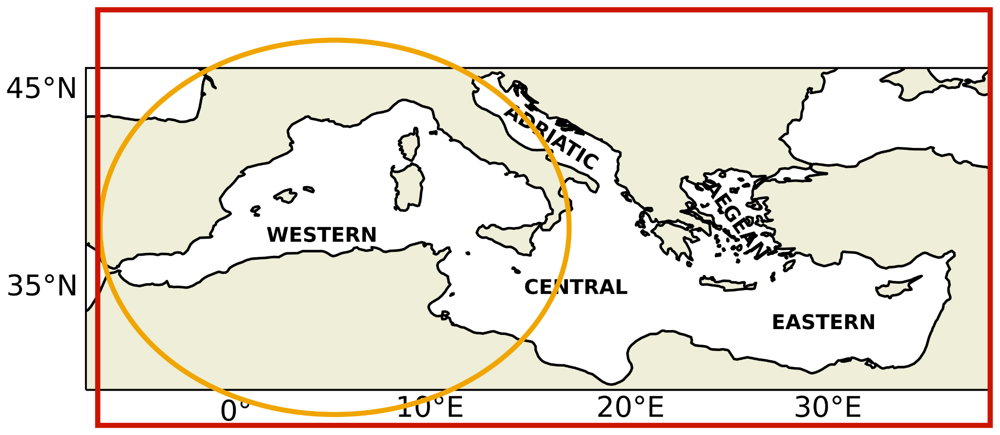 45°N
ADRIATIC
AEGEAN
WESTERN
35°N
CENTRAL
EASTERN
0°
10°E
20°E
30°E